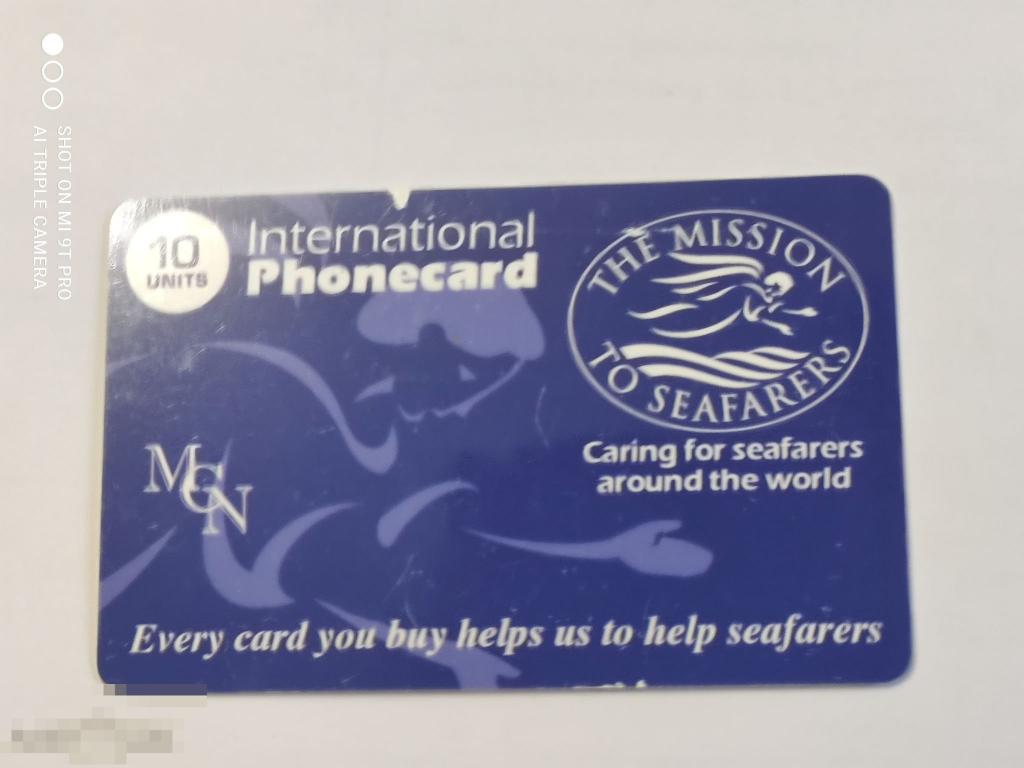 SHOT ON MI 9T PRO
AI TRIPLE CAMERA
10
UNITS
International
Phonecard
THE MISSION
TO SEAFARERS
Caring for seafarers
around the world
MCN
Every card you buy helps us to help seafarers